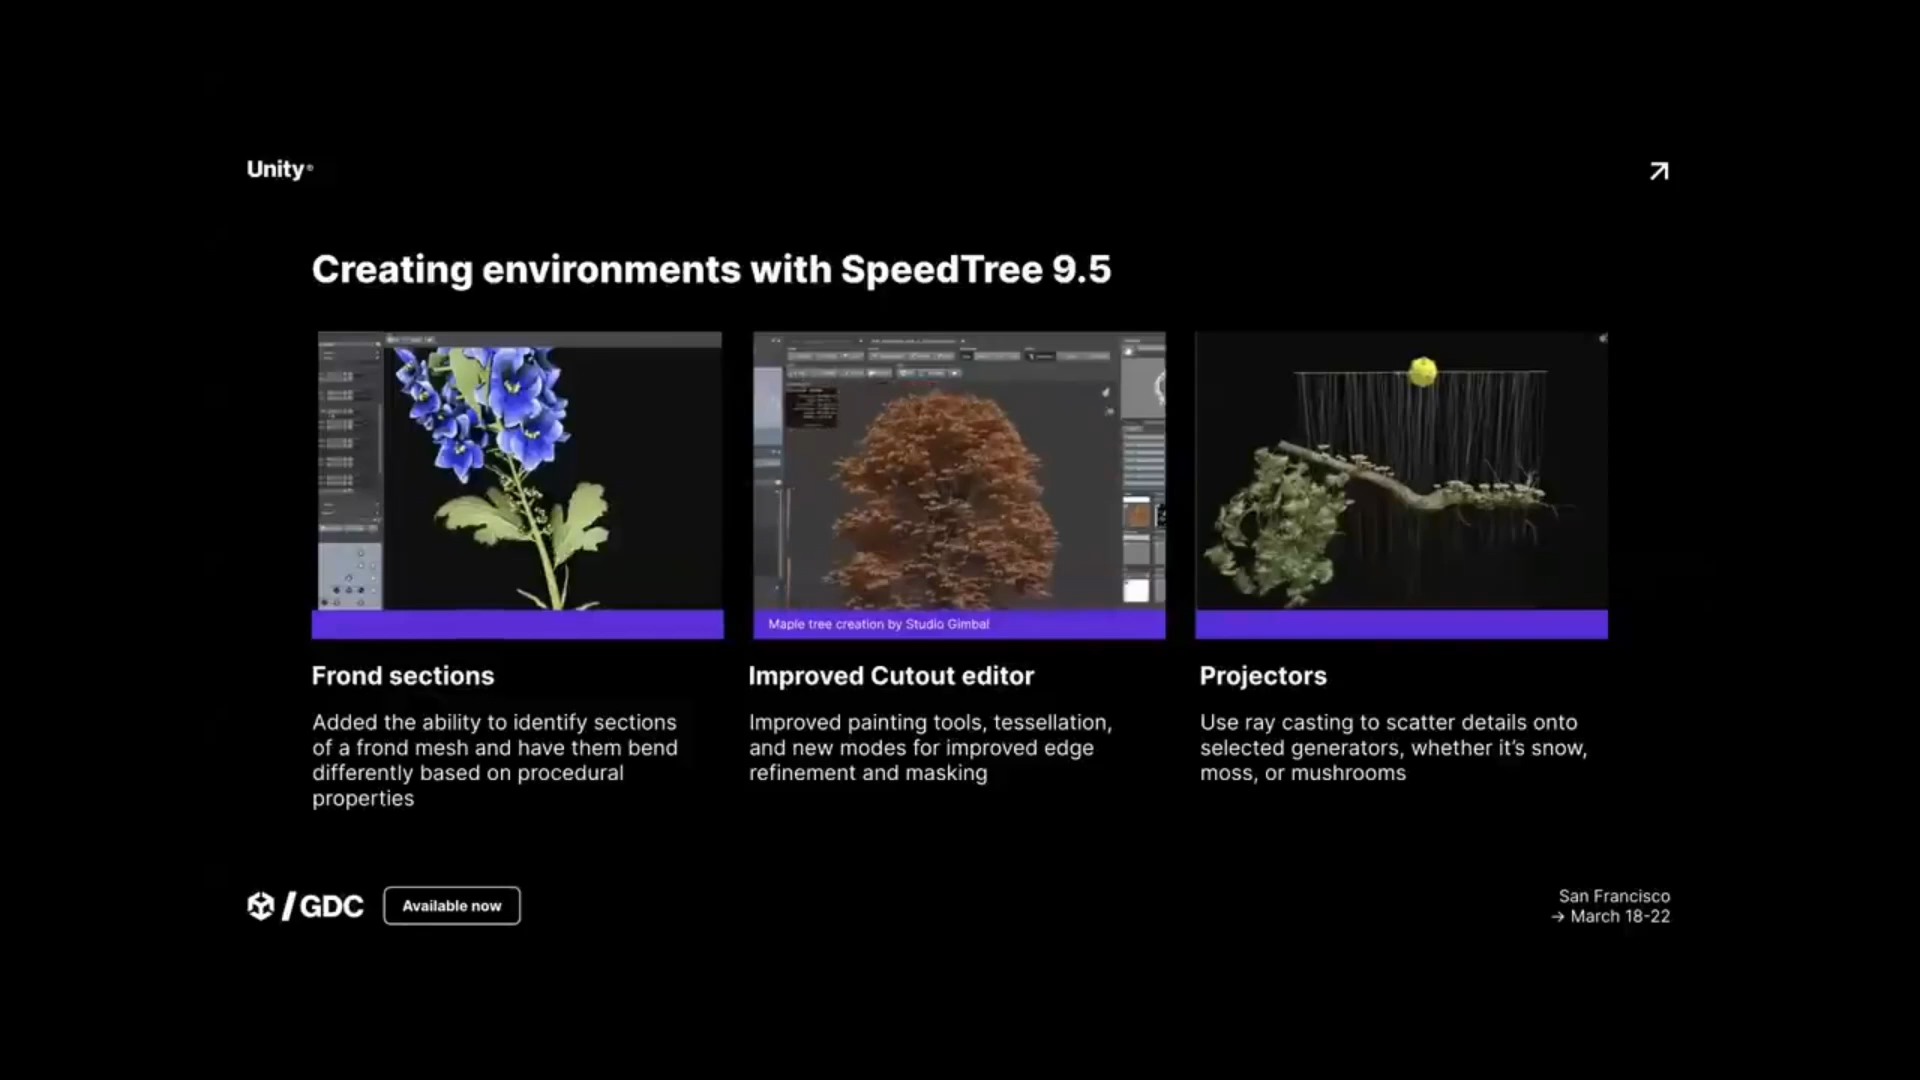 Unity®
Creating environments with SpeedTree 9.5
Maple tree creation by Studio Gimbal
Frond sections
Added the ability to identify sections
of a frond mesh and have them bend
differently based on procedural
properties
Improved Cutout editor
Improved painting tools, tessellation,
and new modes for improved edge
refinement and masking
Projectors
Use ray casting to scatter details onto
selected generators, whether it's snow,
moss, or mushrooms
/GDC
Available now
San Francisco
→ March 18-22